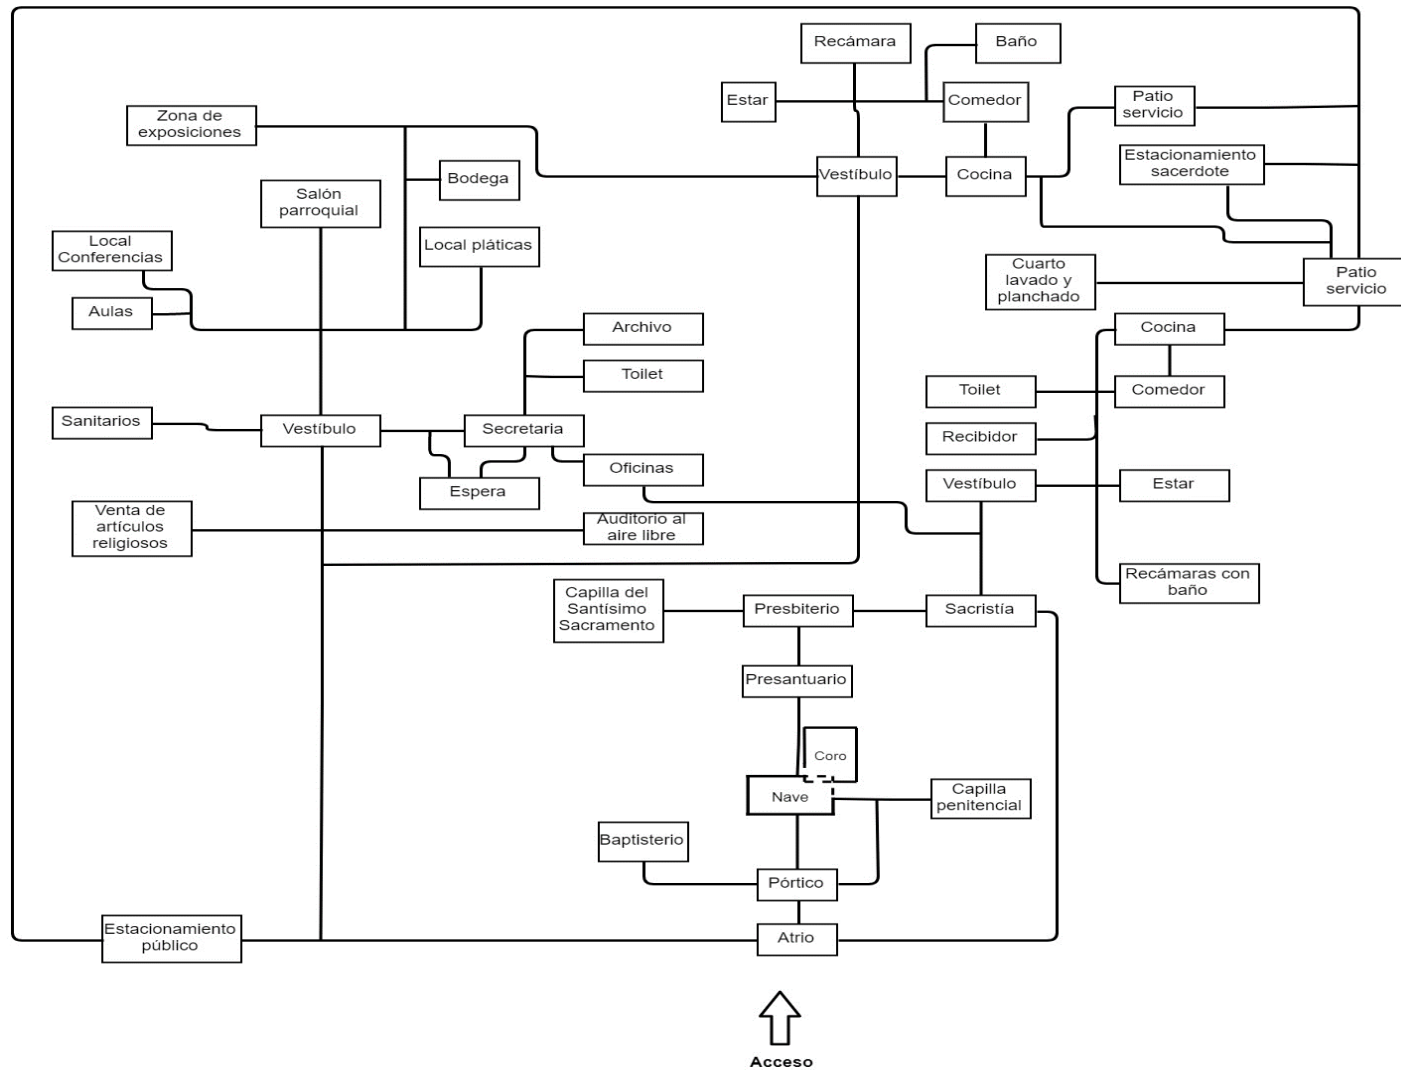 Recámara
Baño
Estar
Comedor
Patio
servicio
Zona de
exposiciones
Estacionamiento
sacerdote
Bodega
Vestíbulo
Cocina
Salón
parroquial
Local
Conferencias
Local pláticas
Cuarto
lavado y
planchado
Patio
servicio
Aulas
Archivo
Cocina
Toilet
Toilet
Comedor
Sanitarios
Vestíbulo
Secretaria
Recibidor
Oficinas
Espera
Vestíbulo
Estar
Venta de
artículos
religiosos
Auditorio al
aire libre
Recámaras con
baño
Capilla del
Santísimo
Sacramento
Presbiterio
Sacristía
Presantuario
Coro
Nave
Capilla
penitencial
Baptisterio
Pórtico
Estacionamiento
público
Atrio
Acceso